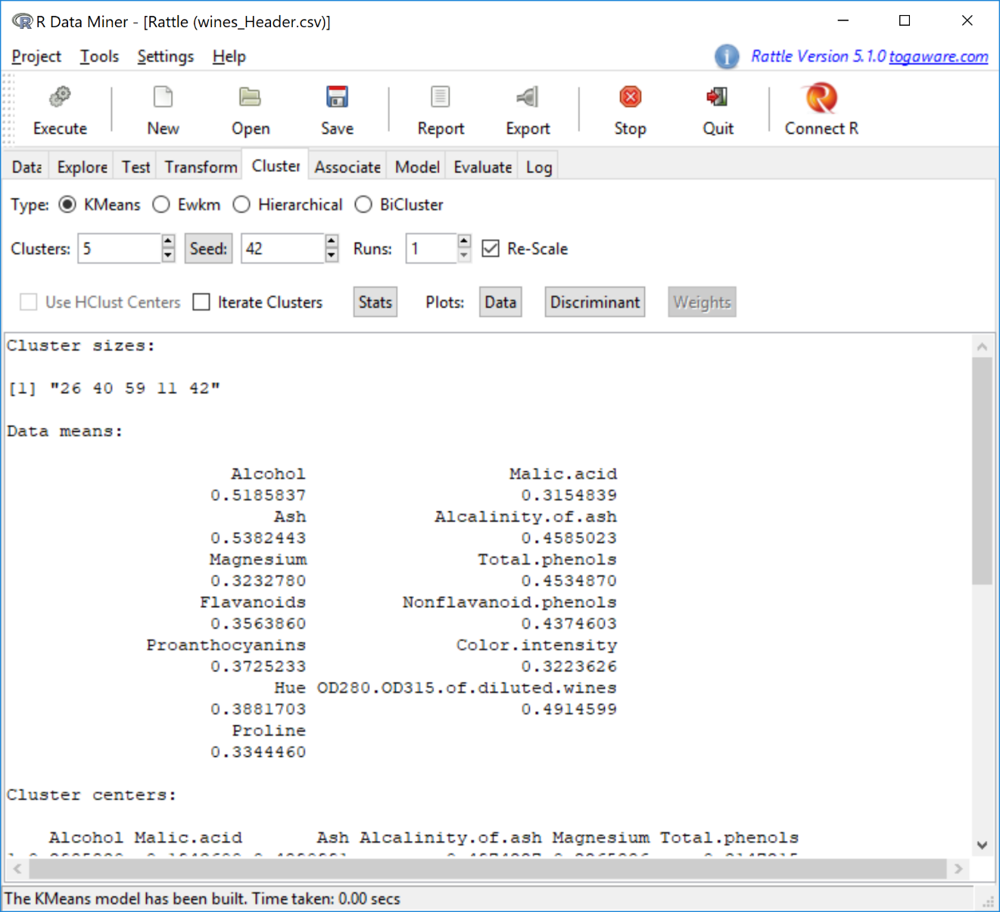 R Data Miner - [Rattle (wines_Header.csv)]
Project Tools Settings Help Rattle Version 5.1.0 togaware.com
Execute New Open Save Report Export Stop Quit Connect R
Data Explore Test Transform Cluster Associate Model Evaluate Log
Type: KMeans Ewkm Hierarchical BiCluster
Clusters: 5 Seed: 42 Runs: 1 Re-Scale
Use HClust Centers Iterate Clusters Stats Plots: Data Discriminant Weights
Cluster sizes:
[1] "26 40 59 11 42"
Data means:
Alcohol Malic.acid
0.5185837 0.3154839
Ash Alcalinity.of.ash
0.5382443 0.4585023
Magnesium Total.phenols
0.3232780 0.4534870
Flavanoids Nonflavanoid.phenols
0.3563860 0.4374603
Proanthocyanins Color.intensity
0.3725233 0.3223626
Hue OD280.OD315.of.diluted.wines
0.3881703 0.4914599
Proline
0.3344460
Cluster centers:
Alcohol Malic.acid Ash Alcalinity.of.ash Magnesium Total.phenols
The KMeans model has been built. Time taken: 0.00 secs